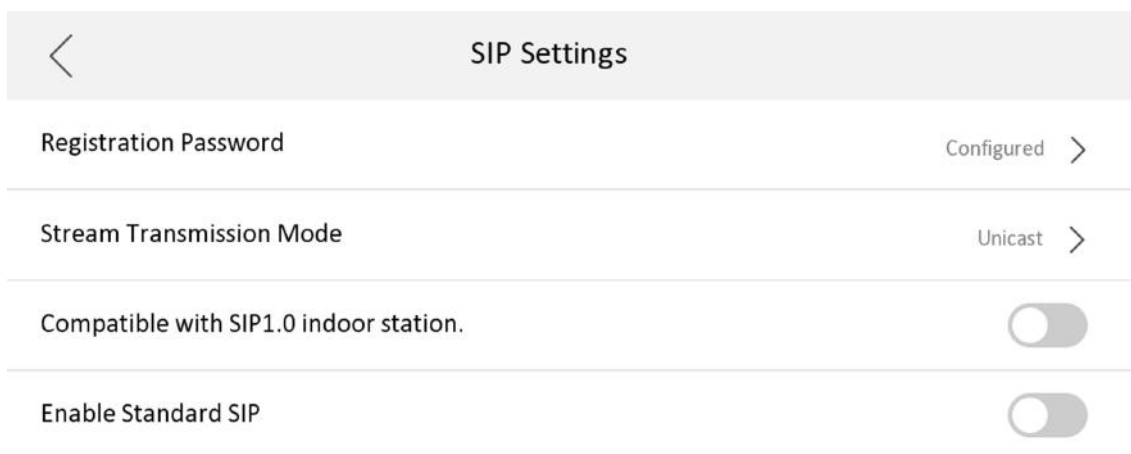 SIP Settings
Registration Password
Configured
Stream Transmission Mode
Unicast
Compatible with SIP1.0 indoor station.
Enable Standard SIP